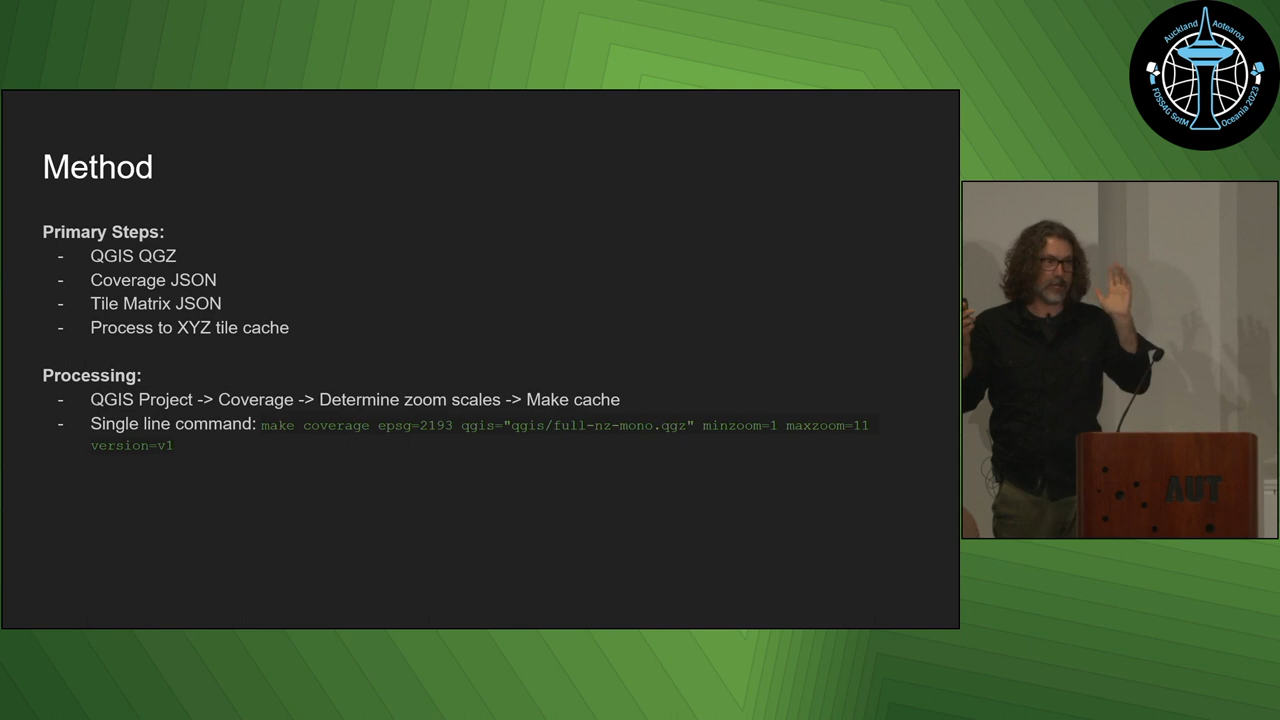 Auckland Aotearoa
FOSS4G SotM Oceania 2023
Method
Primary Steps:
- QGIS QGZ
- Coverage JSON
- Tile Matrix JSON
- Process to XYZ tile cache
Processing:
- QGIS Project -> Coverage -> Determine zoom scales -> Make cache
- Single line command: make coverage epsg=2193 qgis="qgis/full-nz-mono.qgz" minzoom=1 maxzoom=11
version=v1
AUT